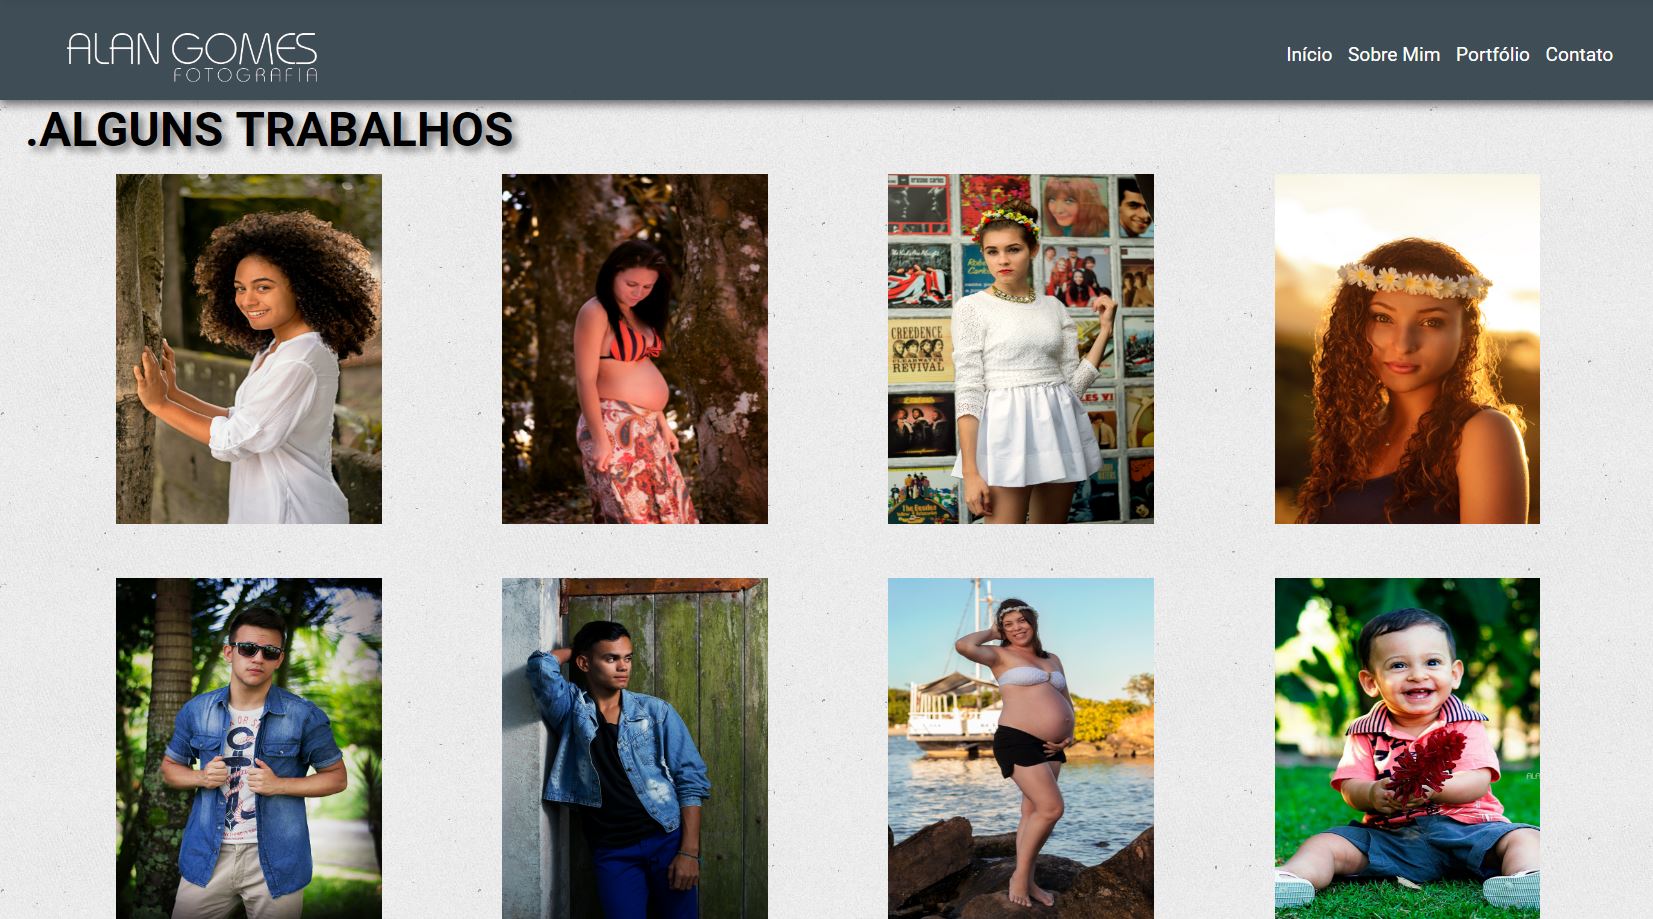 ALAN GOMES
FOTOGRAFIA
Início Sobre Mim Portfólio Contato
.ALGUNS TRABALHOS
CREEDENCE
CLEARWATER
REVIVAL
The Beatles